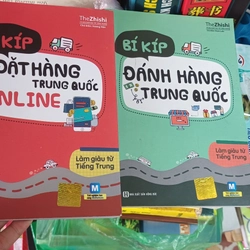 TheZhishi
KÍP
ĐẶT HÀNG
TRUNG QUỐC
NLINE
Làm giàu từ
Tiếng Trung
TheZhishi
BÍ KÍP
ĐÁNH HÀNG
TRUNG QUỐC
Làm giàu từ
Tiếng Trung